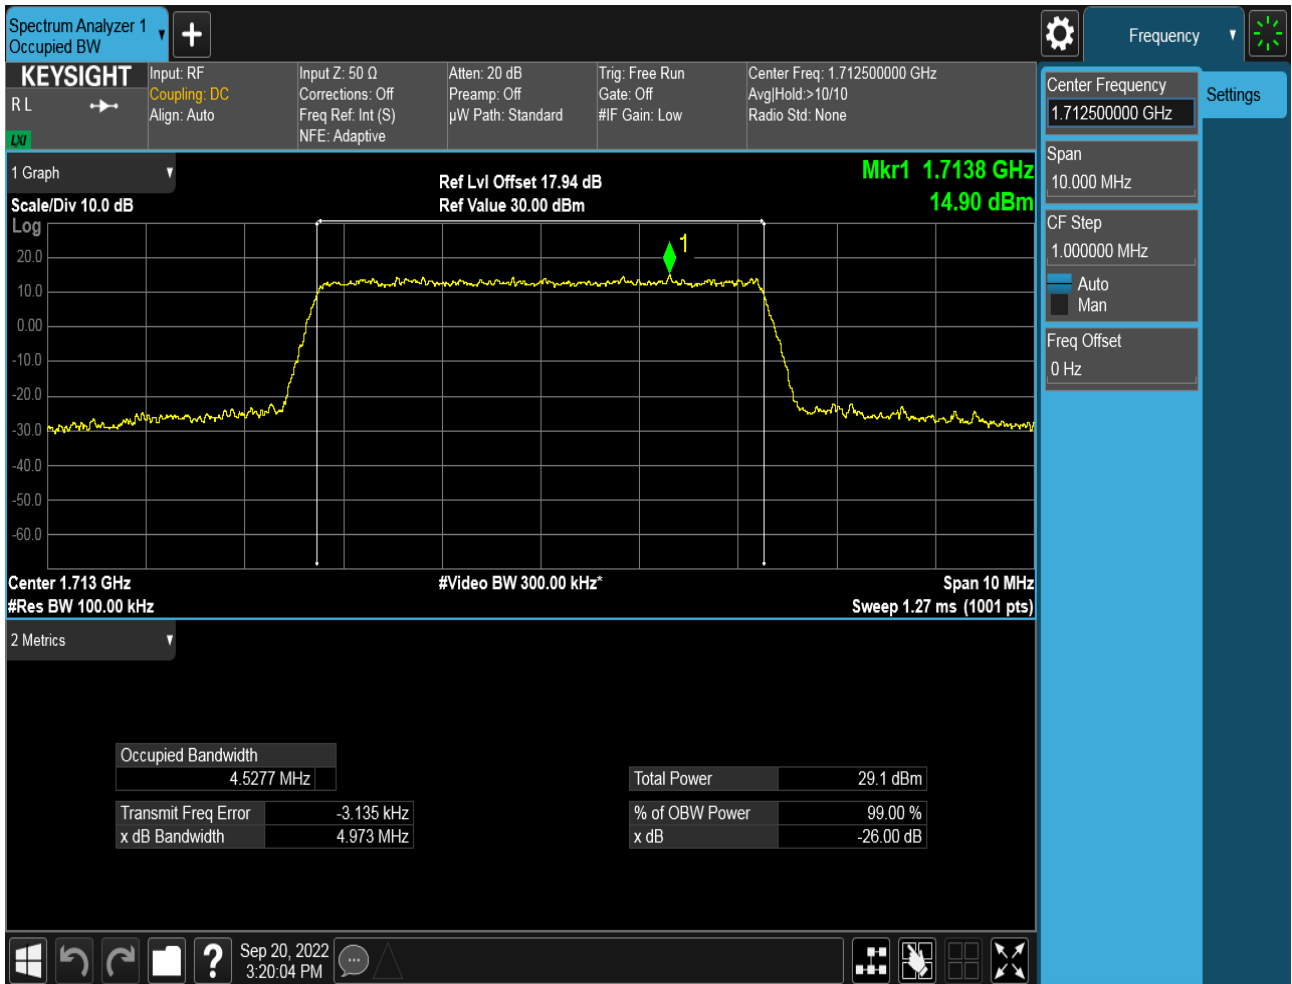 Spectrum Analyzer 1
Occupied BW
Frequency
KEYSIGHT
R L
LXI
Input: RF
Coupling: DC
Align: Auto
Input Z: 50 Ω
Corrections: Off
Freq Ref: Int (S)
NFE: Adaptive
Atten: 20 dB
Preamp: Off
µW Path: Standard
Trig: Free Run
Gate: Off
#IF Gain: Low
Center Freq: 1.712500000 GHz
Avg|Hold:>10/10
Radio Std: None
Center Frequency
1.712500000 GHz
Settings
Span
10.000 MHz
CF Step
1.000000 MHz
Auto
Man
Freq Offset
0 Hz
1 Graph
Scale/Div 10.0 dB
Ref Lvl Offset 17.94 dB
Ref Value 30.00 dBm
Mkr1 1.7138 GHz
14.90 dBm
Log
20.0
10.0
0.00
-10.0
-20.0
-30.0
-40.0
-50.0
-60.0
1
Center 1.713 GHz
#Res BW 100.00 kHz
#Video BW 300.00 kHz*
Span 10 MHz
Sweep 1.27 ms (1001 pts)
2 Metrics
Occupied Bandwidth
4.5277 MHz
Transmit Freq Error -3.135 kHz
x dB Bandwidth 4.973 MHz
Total Power 29.1 dBm
% of OBW Power 99.00 %
x dB -26.00 dB
?
Sep 20, 2022
3:20:04 PM